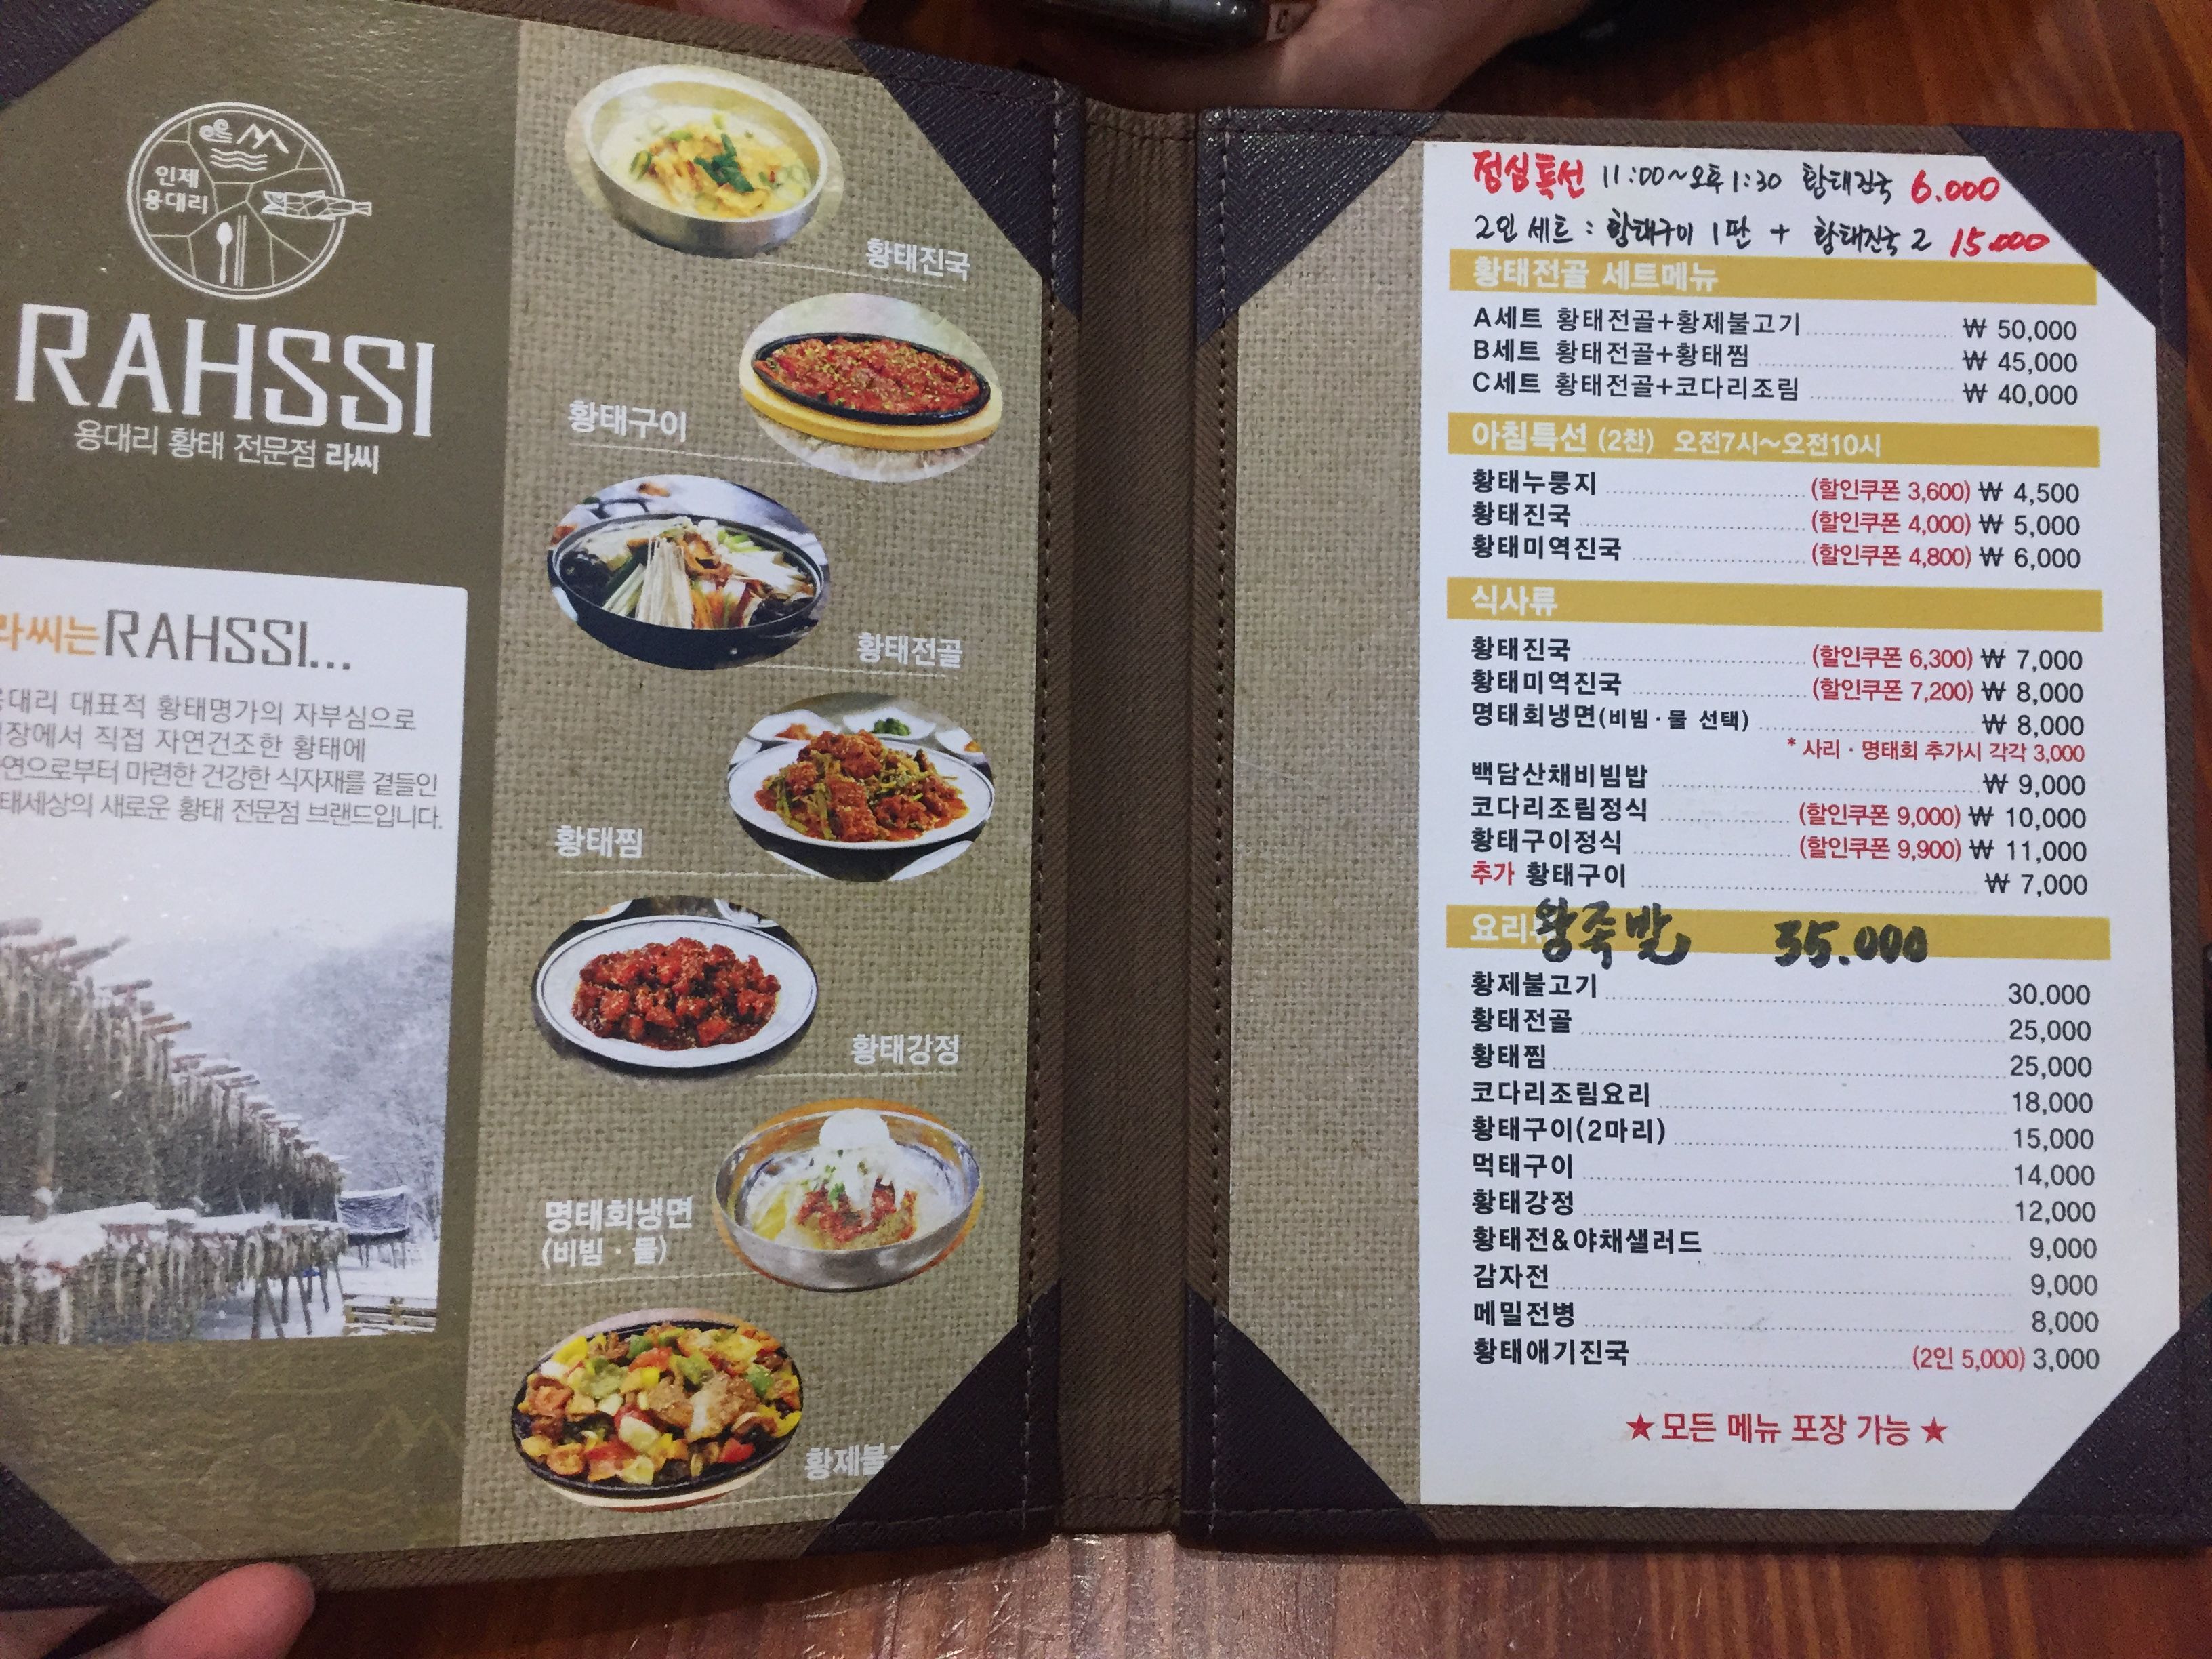 인제
용대리
RAHSSI
용대리 황태 전문점 라씨
라씨는 RAHSSI...
대리 대표적 황태명가의 자부심으로
장에서 직접 자연건조한 황태에
연으로부터 마련한 건강한 식자재를 곁들인
태세상의 새로운 황태 전문점 브랜드입니다.
황태진국
황태구이
황태전골
황태찜
황태강정
명태회냉면
(비빔 · 물)
황제불
점심특선 11:00~오후1:30 황태진국 6.000
2인 세트 : 황태구이 1판 + 황태진국 2 15.000
황태전골 세트메뉴
A세트 황태전골+황제불고기 ₩ 50,000
B세트 황태전골+황태찜 ₩ 45,000
C세트 황태전골+코다리조림 ₩ 40,000
아침특선 (2찬) 오전7시~오전10시
황태누룽지 (할인쿠폰 3,600) ₩ 4,500
황태진국 (할인쿠폰 4,000) ₩ 5,000
황태미역진국 (할인쿠폰 4,800) ₩ 6,000
식사류
황태진국 (할인쿠폰 6,300) ₩ 7,000
황태미역진국 (할인쿠폰 7,200) ₩ 8,000
명태회냉면(비빔·물 선택) ₩ 8,000
* 사리 · 명태회 추가시 각각 3,000
백담산채비빔밥 ₩ 9,000
코다리조림정식 (할인쿠폰 9,000) ₩ 10,000
황태구이정식 (할인쿠폰 9,900) ₩ 11,000
추가 황태구이 ₩ 7,000
요리 왕족발 35.000
황제불고기 30.000
황태전골 25,000
황태찜 25,000
코다리조림요리 18,000
황태구이(2마리) 15,000
먹태구이 14,000
황태강정 12,000
황태전&야채샐러드 9,000
감자전 9,000
메밀전병 8,000
황태애기진국 (2인 5,000) 3,000
★ 모든 메뉴 포장 가능 ★